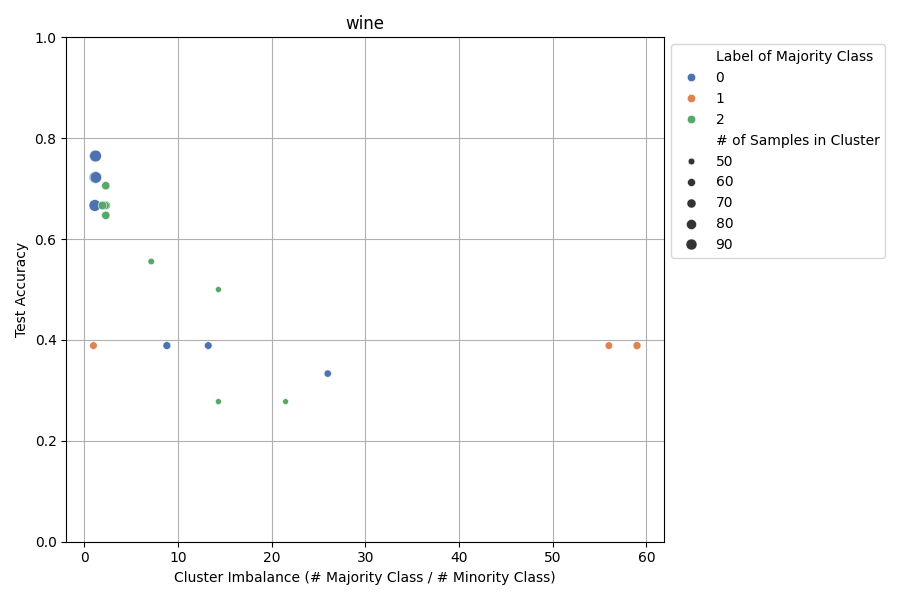 wine
Test Accuracy
1.0
0.8
0.6
0.4
0.2
0.0
0 10 20 30 40 50 60
Cluster Imbalance (# Majority Class / # Minority Class)
Label of Majority Class
0
1
2
# of Samples in Cluster
50
60
70
80
90